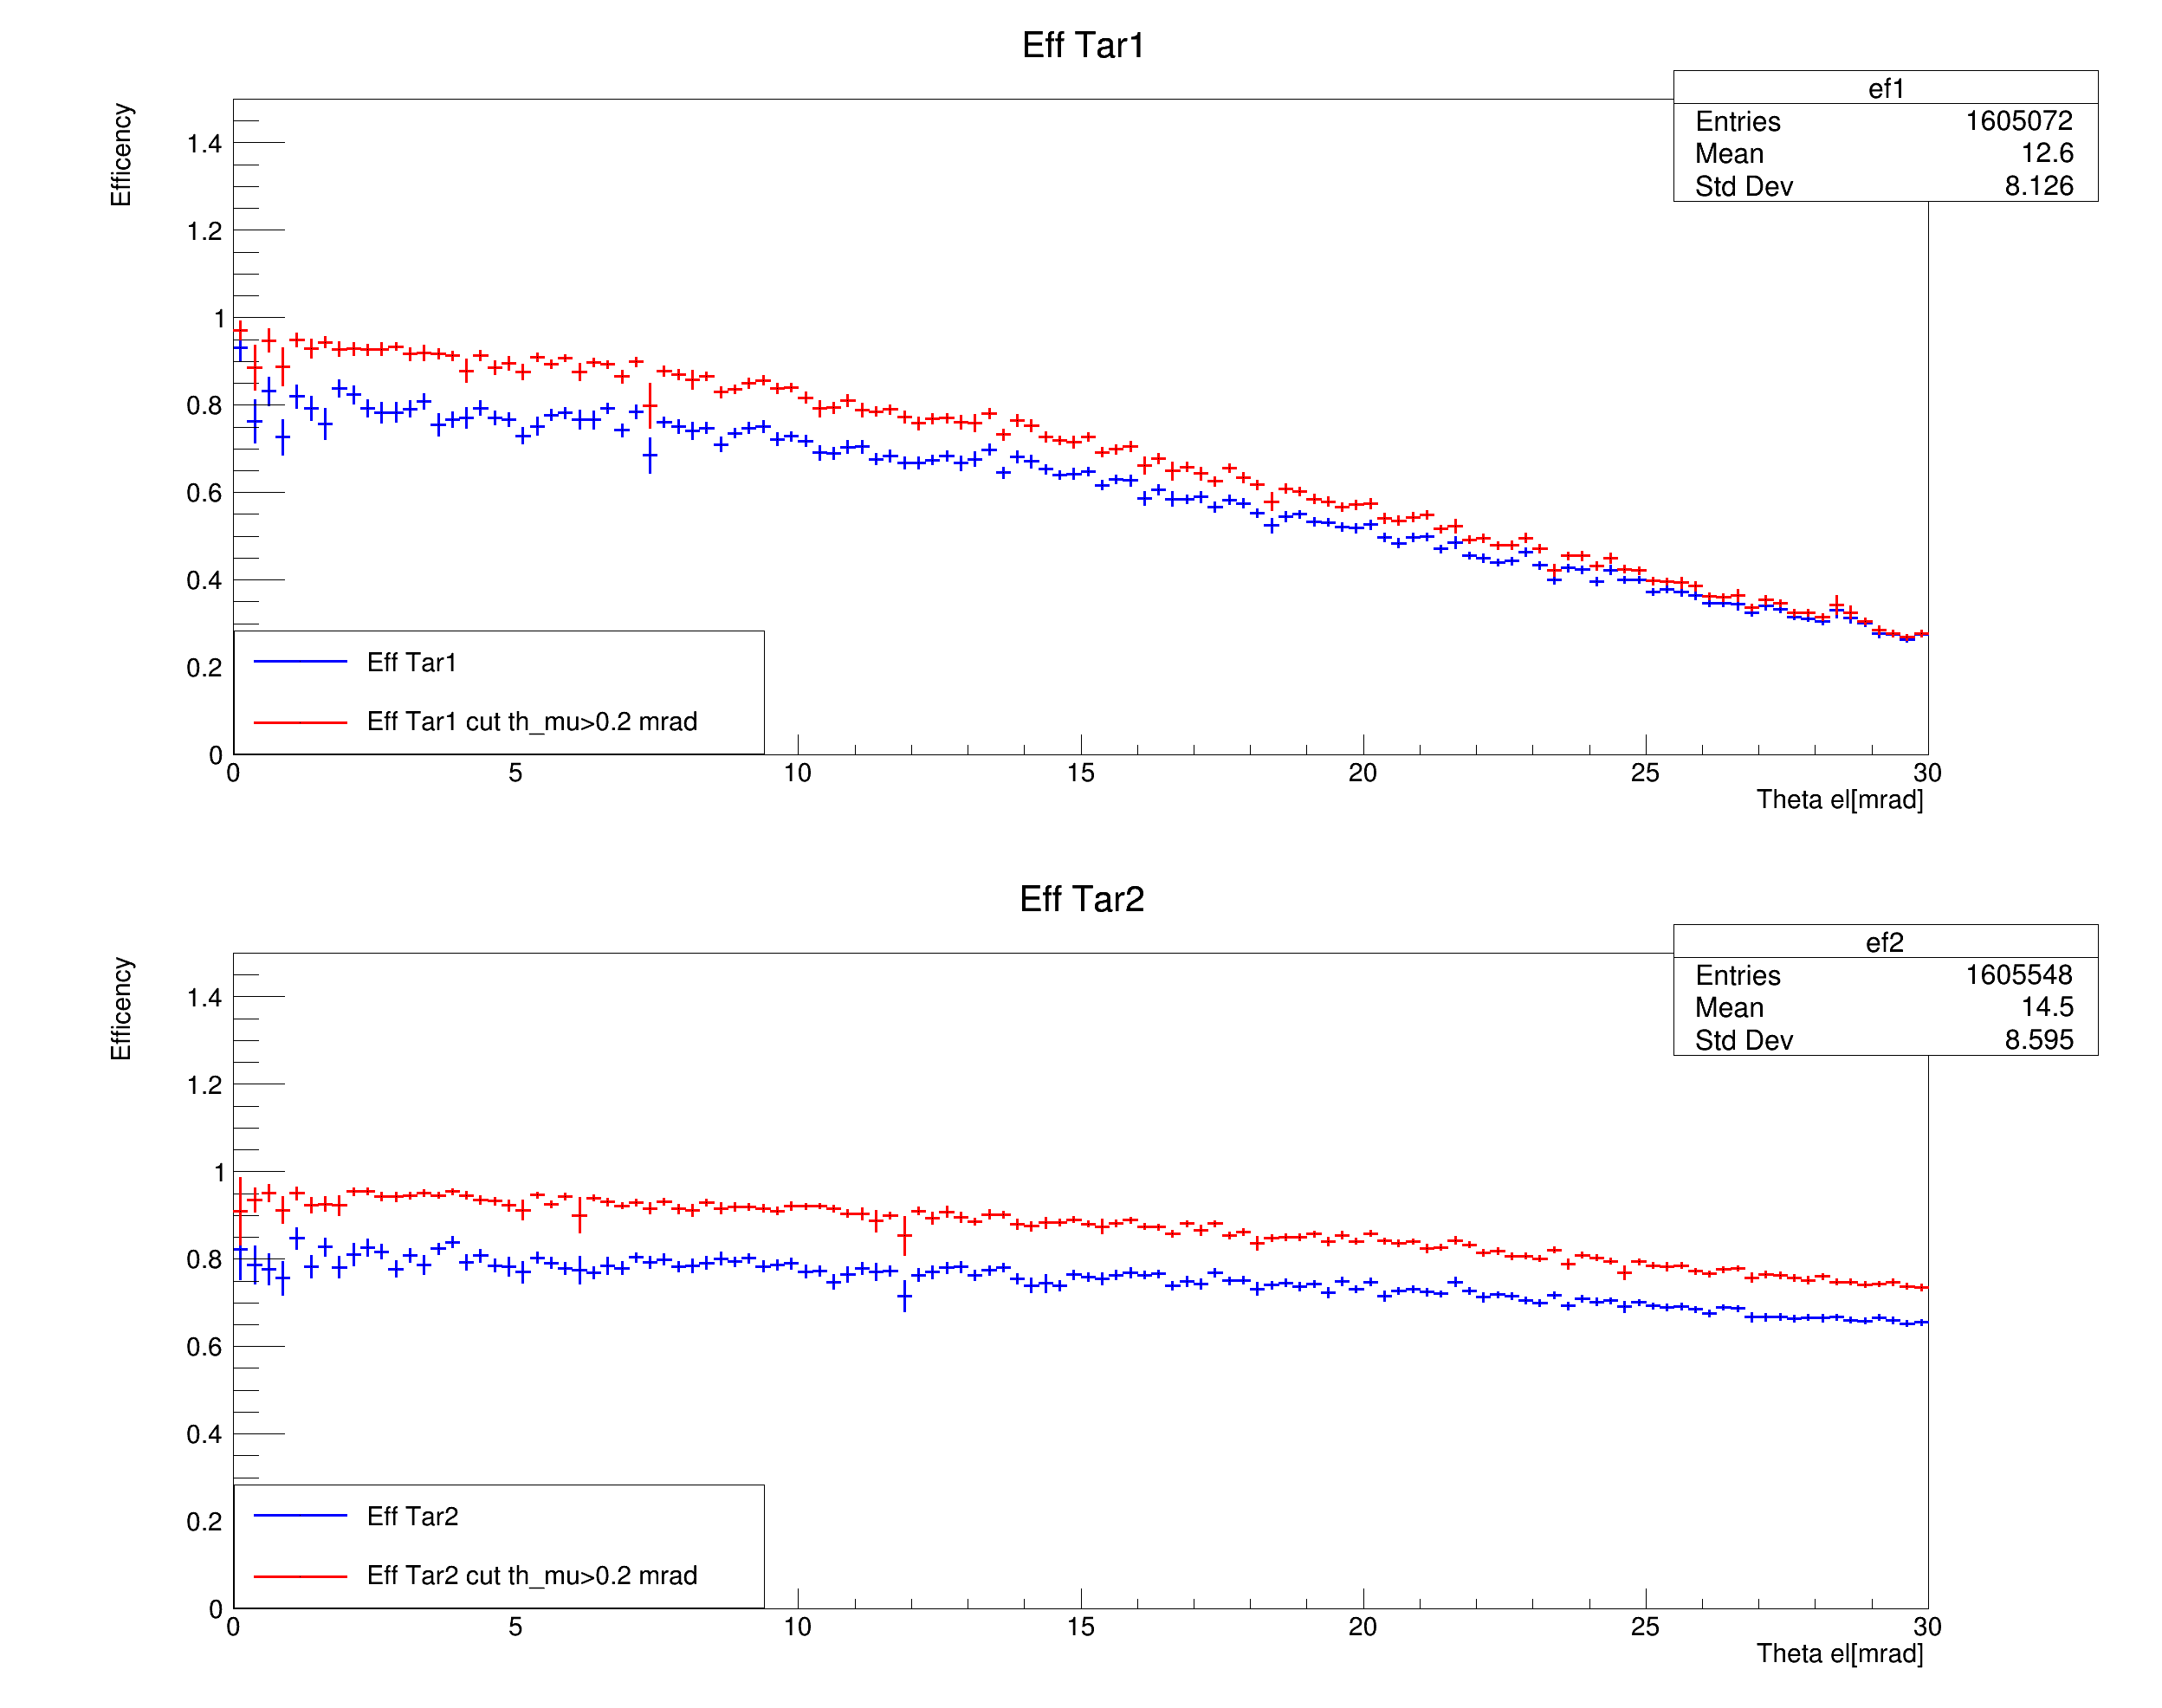 Eff Tar1
ef1
Entries 1605072
Mean 12.6
Std Dev 8.126
Efficency
1.4
1.2
1
0.8
0.6
0.4
0.2
0
Eff Tar1
Eff Tar1 cut th_mu>0.2 mrad
0 5 10 15 20 25 30
Theta el[mrad]
Eff Tar2
ef2
Entries 1605548
Mean 14.5
Std Dev 8.595
Efficency
1.4
1.2
1
0.8
0.6
0.4
0.2
0
Eff Tar2
Eff Tar2 cut th_mu>0.2 mrad
0 5 10 15 20 25 30
Theta el[mrad]